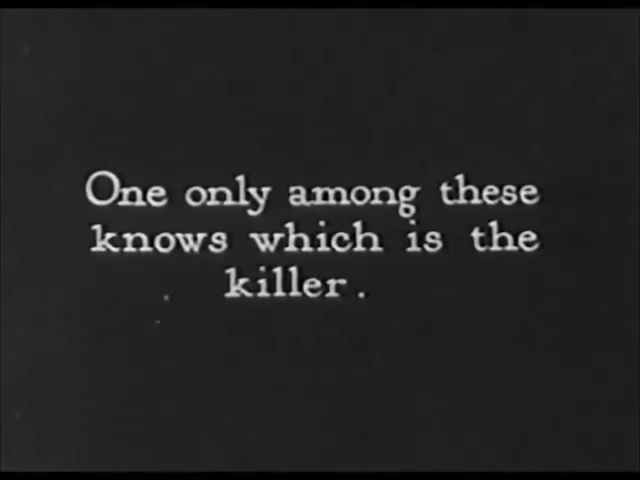 One only among these
knows which is the
killer.